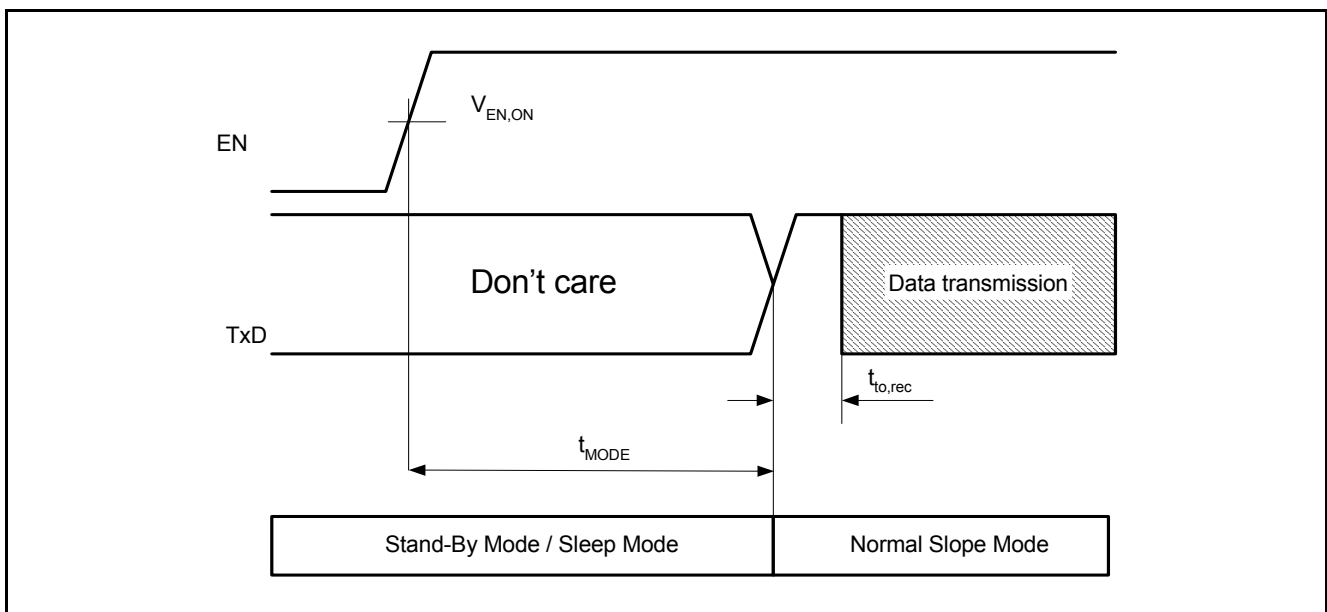 V_EN,ON
EN
Don't care
Data transmission
TxD
t_to,rec
t_MODE
Stand-By Mode / Sleep Mode
Normal Slope Mode